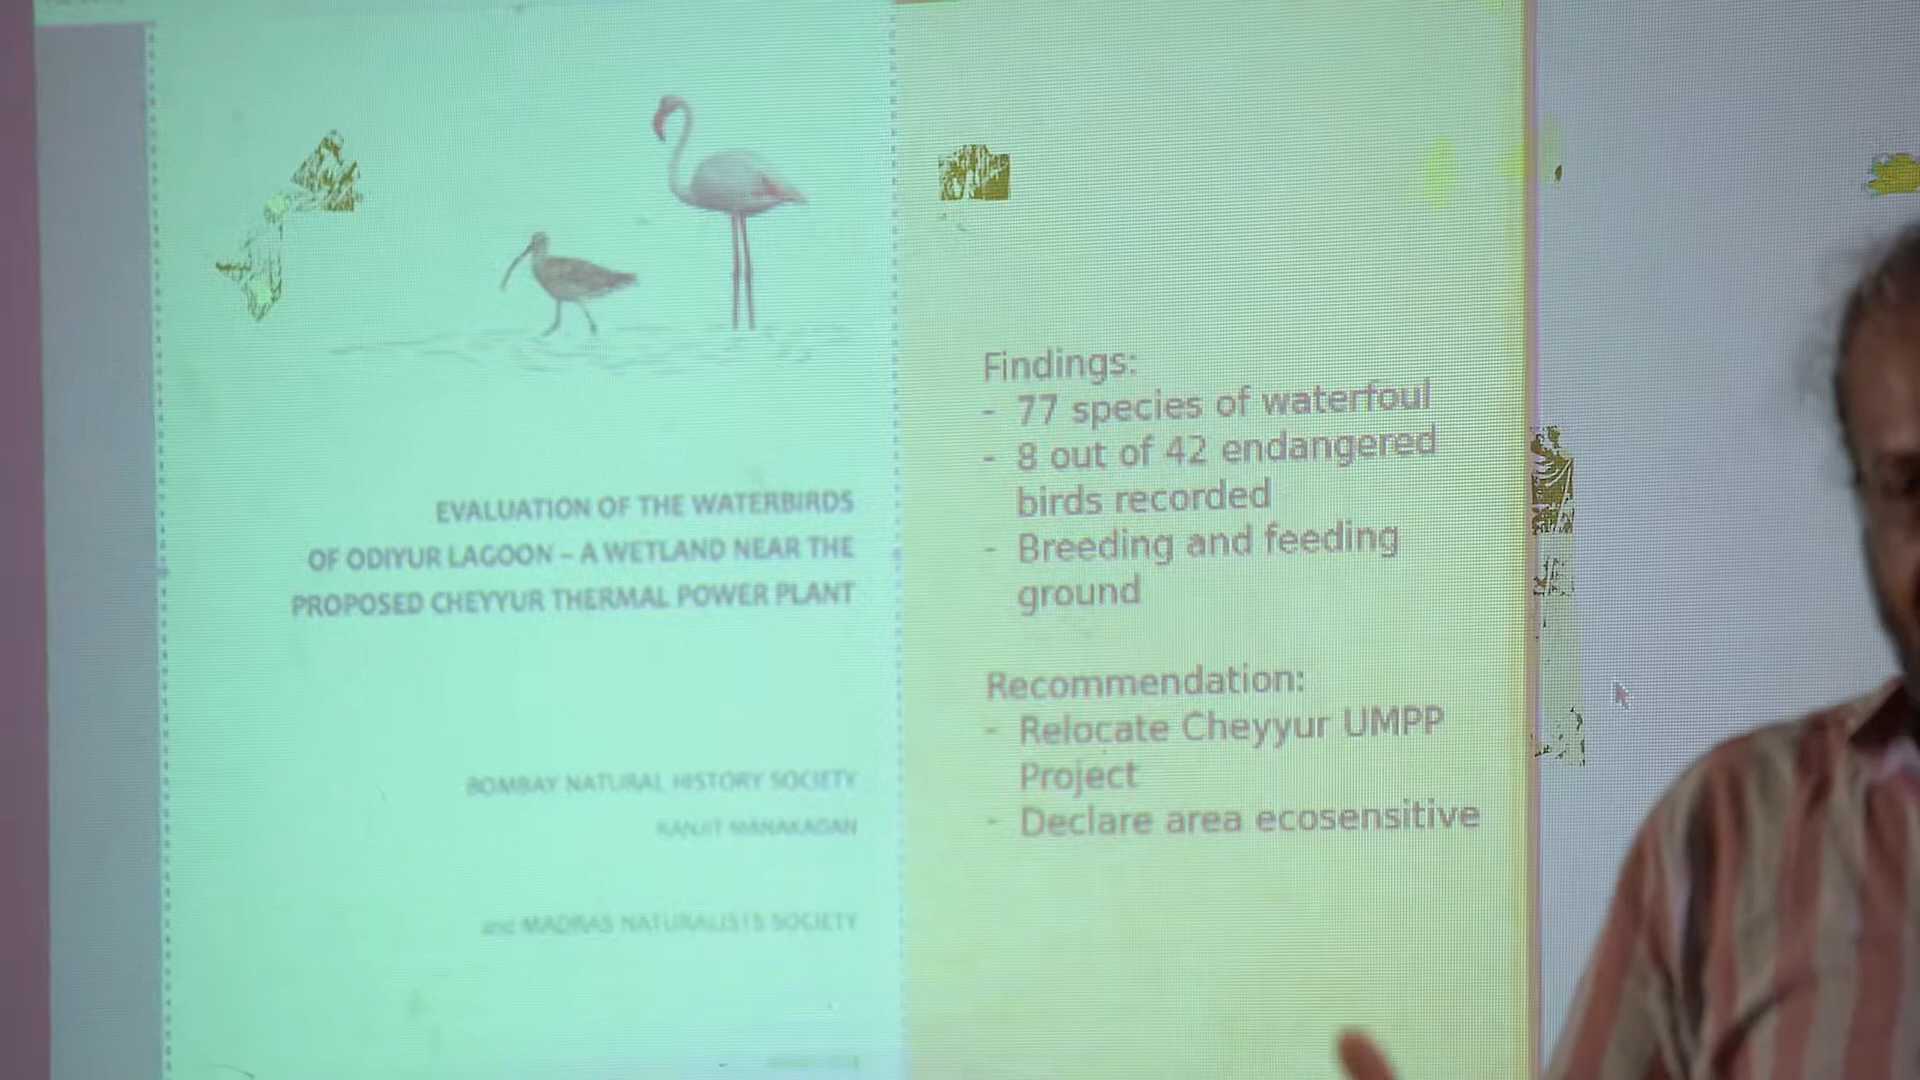 EVALUATION OF THE WATERBIRDS
OF ODIYUR LAGOON – A WETLAND NEAR THE
PROPOSED CHEYYUR THERMAL POWER PLANT
BOMBAY NATURAL HISTORY SOCIETY
RANJIT MANAKADAN
and MADRAS NATURALISTS SOCIETY
Findings:
- 77 species of waterfoul
- 8 out of 42 endangered
birds recorded
- Breeding and feeding
ground
Recommendation:
- Relocate Cheyyur UMPP
Project
- Declare area ecosensitive